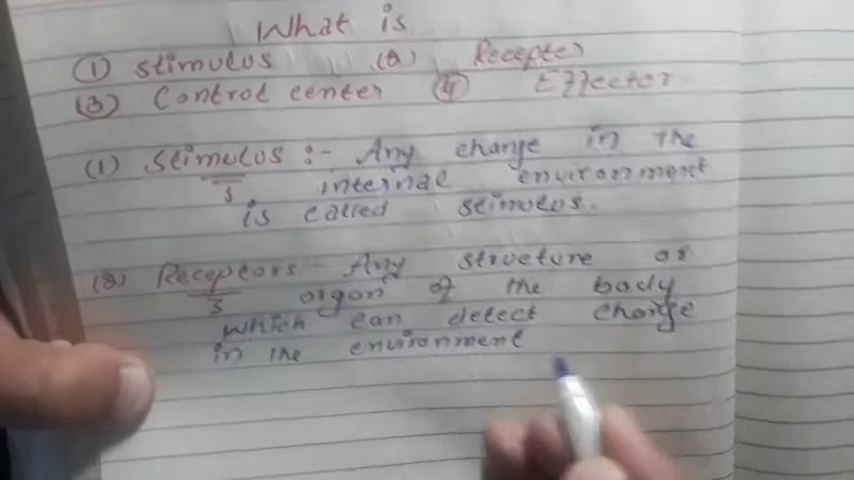 What is
① stimulus (2) Recepter
(3) Control center ④ Effector
(1) Stimulus :- Any change in the
internal environment
is called stimulus.
(2) Receptors - Any structure or
organ of the body
which can detect change
in the environment